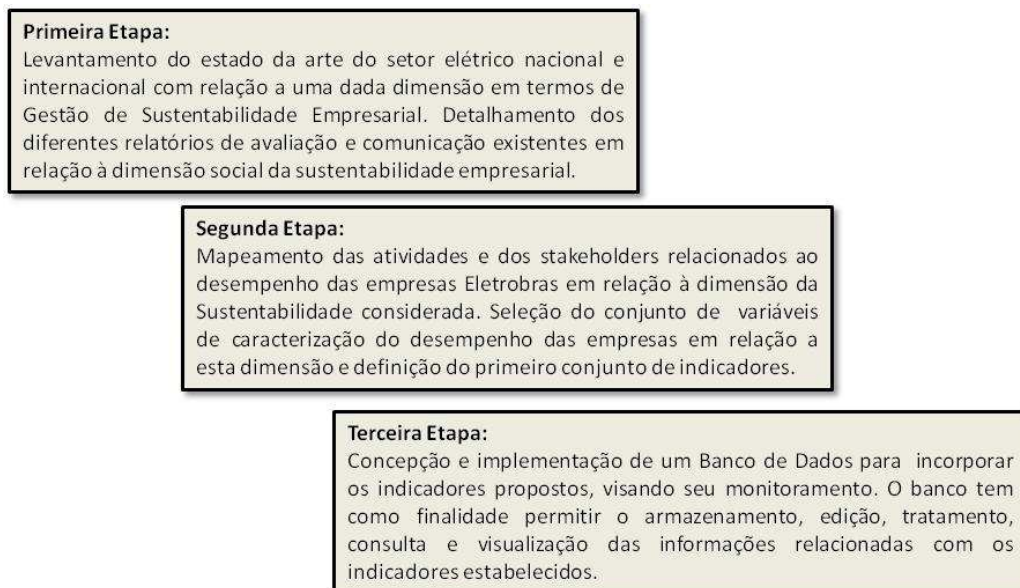 Primeira Etapa:
Levantamento do estado da arte do setor elétrico nacional e
internacional com relação a uma dada dimensão em termos de
Gestão de Sustentabilidade Empresarial. Detalhamento dos
diferentes relatórios de avaliação e comunicação existentes em
relação à dimensão social da sustentabilidade empresarial.
Segunda Etapa:
Mapeamento das atividades e dos stakeholders relacionados ao
desempenho das empresas Eletrobras em relação à dimensão da
Sustentabilidade considerada. Seleção do conjunto de variáveis
de caracterização do desempenho das empresas em relação a
esta dimensão e definição do primeiro conjunto de indicadores.
Terceira Etapa:
Concepção e implementação de um Banco de Dados para incorporar
os indicadores propostos, visando seu monitoramento. O banco tem
como finalidade permitir o armazenamento, edição, tratamento,
consulta e visualização das informações relacionadas com os
indicadores estabelecidos.